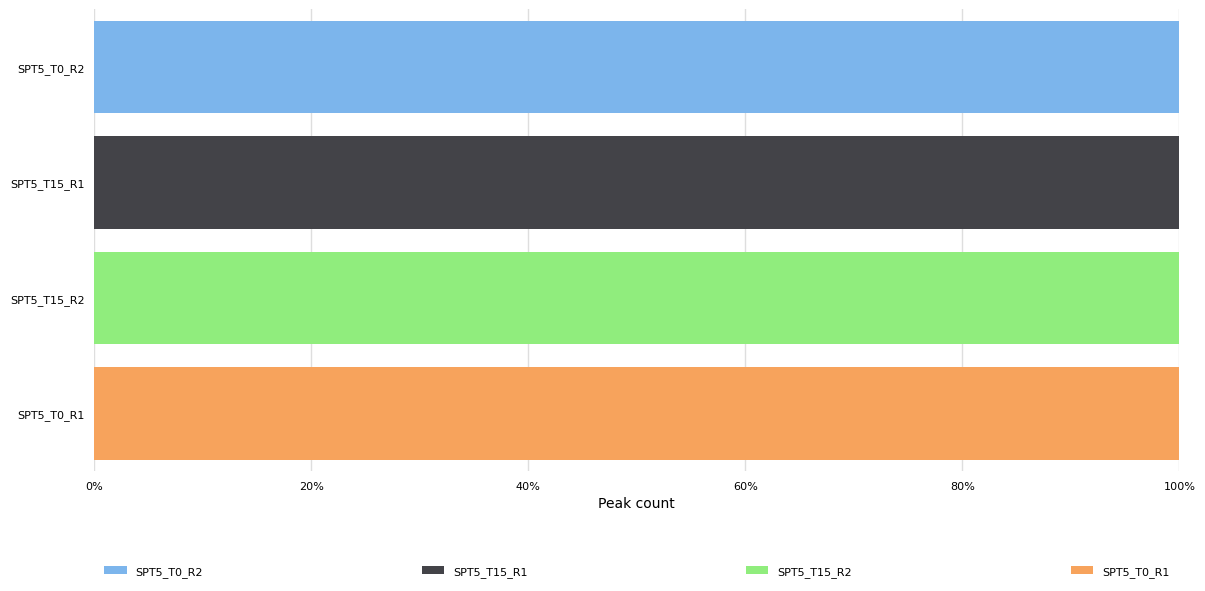 SPT5_T0_R2
SPT5_T15_R1
SPT5_T15_R2
SPT5_T0_R1
0% 20% 40% 60% 80% 100%
Peak count
SPT5_T0_R2 SPT5_T15_R1 SPT5_T15_R2 SPT5_T0_R1